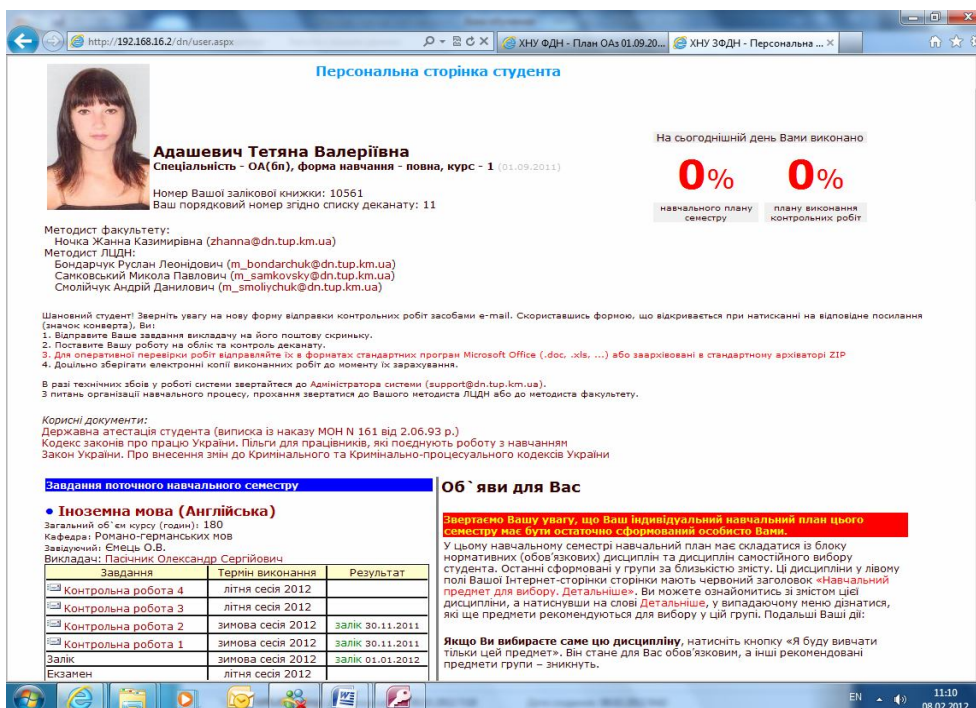 http://192.168.16.2/dn/user.aspx
ХНУ ФДН - План ОАз 01.09.20...
ХНУ ЗФДН - Персональна ...
Персональна сторінка студента
Адашевич Тетяна Валеріївна
Спеціальність - ОА(бп), форма навчання - повна, курс - 1 (01.09.2011)
Номер Вашої залікової книжки: 10561
Ваш порядковий номер згідно списку деканату: 11
На сьогоднішній день Вами виконано
0% 0%
навчального плану семестру
плану виконання контрольних робіт
Методист факультету:
Ночка Жанна Казимирівна (zhanna@dn.tup.km.ua)
Методист ЛЦДН:
Бондарчук Руслан Леонідович (m_bondarchuk@dn.tup.km.ua)
Самковський Микола Павлович (m_samkovsky@dn.tup.km.ua)
Смолійчук Андрій Данилович (m_smoliychuk@dn.tup.km.ua)
Шановний студент! Зверніть увагу на нову форму відправки контрольних робіт засобами e-mail. Скориставшись формою, що відкривається при натисканні на відповідне посилання
(значок конверта), Ви:
1. Відправите Ваше завдання викладачу на його поштову скриньку.
2. Поставите Вашу роботу на облік та контроль деканату.
3. Для оперативної перевірки робіт відправляйте їх в форматах стандартних програм Microsoft Office (.doc, .xls, ...) або заархівовані в стандартному архіваторі ZIP
4. Доцільно зберігати електронні копії виконаних робіт до моменту їх зарахування.
В разі технічних збоїв у роботі системи звертайтеся до Адміністратора системи (support@dn.tup.km.ua).
З питань організації навчального процесу, прохання звертатися до Вашого методиста ЛЦДН або до методиста факультету.
Корисні документи:
Державна атестація студента (виписка із наказу МОН N 161 від 2.06.93 р.)
Кодекс законів про працю України. Пільги для працівників, які поєднують роботу з навчанням
Закон України. Про внесення змін до Кримінального та Кримінально-процесуального кодексів України
Завдання поточного навчального семестру
• Іноземна мова (Англійська)
Загальний об`єм курсу (годин): 180
Кафедра: Романо-германських мов
Завідуючий: Ємець О.В.
Викладач: Пасічник Олександр Сергійович
Завдання Термін виконання Результат
Контрольна робота 4 літня сесія 2012
Контрольна робота 3 літня сесія 2012
Контрольна робота 2 зимова сесія 2012 залік 30.11.2011
Контрольна робота 1 зимова сесія 2012 залік 30.11.2011
Залік зимова сесія 2012 залік 01.01.2012
Екзамен літня сесія 2012
Об`яви для Вас
Звертаємо Вашу увагу, що Ваш індивідуальний навчальний план цього
семестру має бути остаточно сформований особисто Вами.
У цьому навчальному семестрі навчальний план має складатися із блоку
нормативних (обов'язкових) дисциплін та дисциплін самостійного вибору
студента. Останні сформовані у групи за близькістю змісту. Ці дисципліни у лівому
полі Вашої Інтернет-сторінки сторінки мають червоний заголовок «Навчальний
предмет для вибору. Детальніше». Ви можете ознайомитись зі змістом цієї
дисципліни, а натиснувши на слові Детальніше, у випадаючому меню дізнатися,
які ще предмети рекомендуються для вибору у цій групі. Подальші Ваші дії:
Якщо Ви вибираєте саме цю дисципліну, натисніть кнопку «Я буду вивчати
тільки цей предмет». Він стане для Вас обов'язковим, а інші рекомендовані
предмети групи – зникнуть.
EN
11:10
08.02.2012